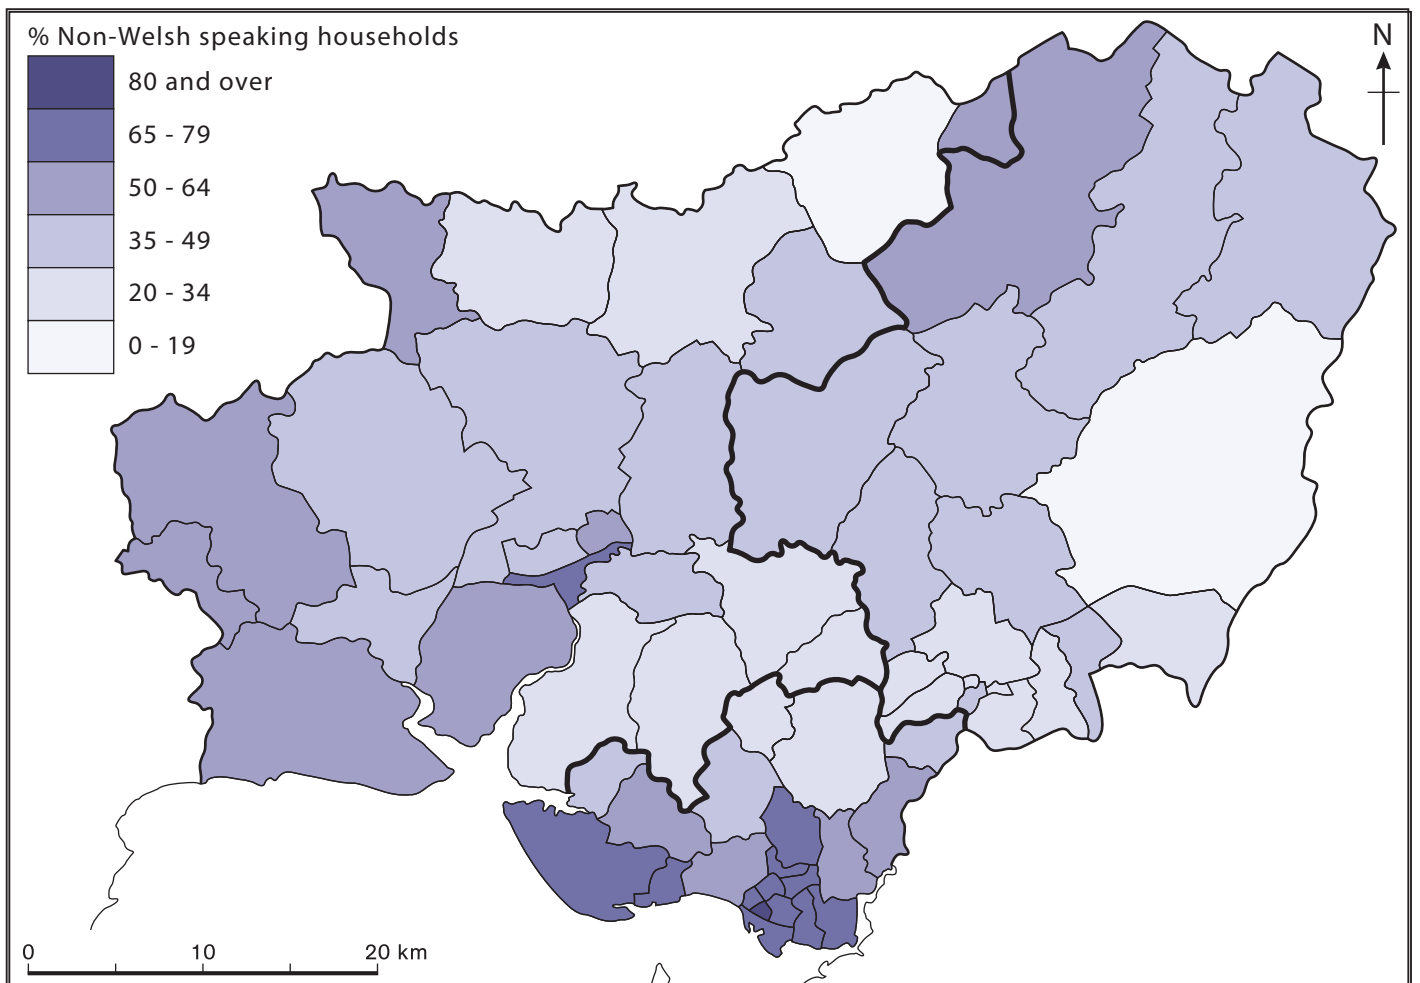 % Non-Welsh speaking households
80 and over
65 - 79
50 - 64
35 - 49
20 - 34
0 - 19
N
0 10 20 km